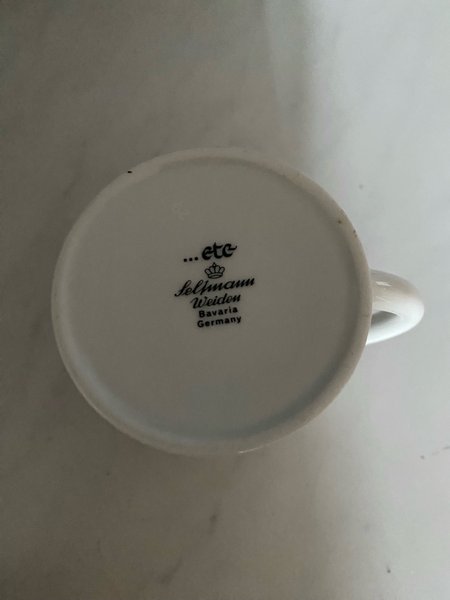 ...etc
Seltmann
Weiden
Bavaria
Germany